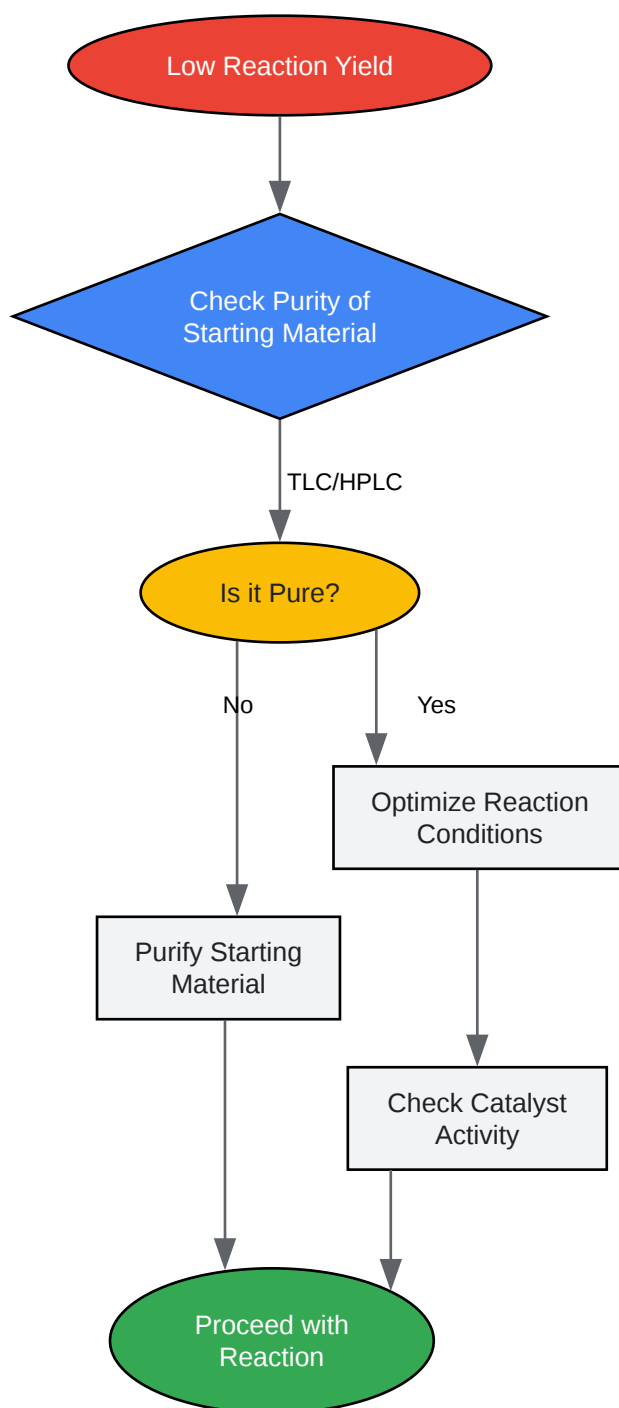 Low Reaction Yield
Check Purity of
Starting Material
TLC/HPLC
Is it Pure?
No
Yes
Optimize Reaction
Conditions
Purify Starting
Material
Check Catalyst
Activity
Proceed with
Reaction